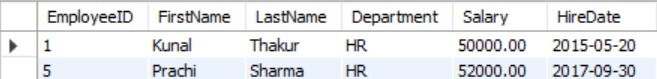 EmployeeID FirstName LastName Department Salary HireDate
1 Kunal Thakur HR 50000.00 2015-05-20
5 Prachi Sharma HR 52000.00 2017-09-30